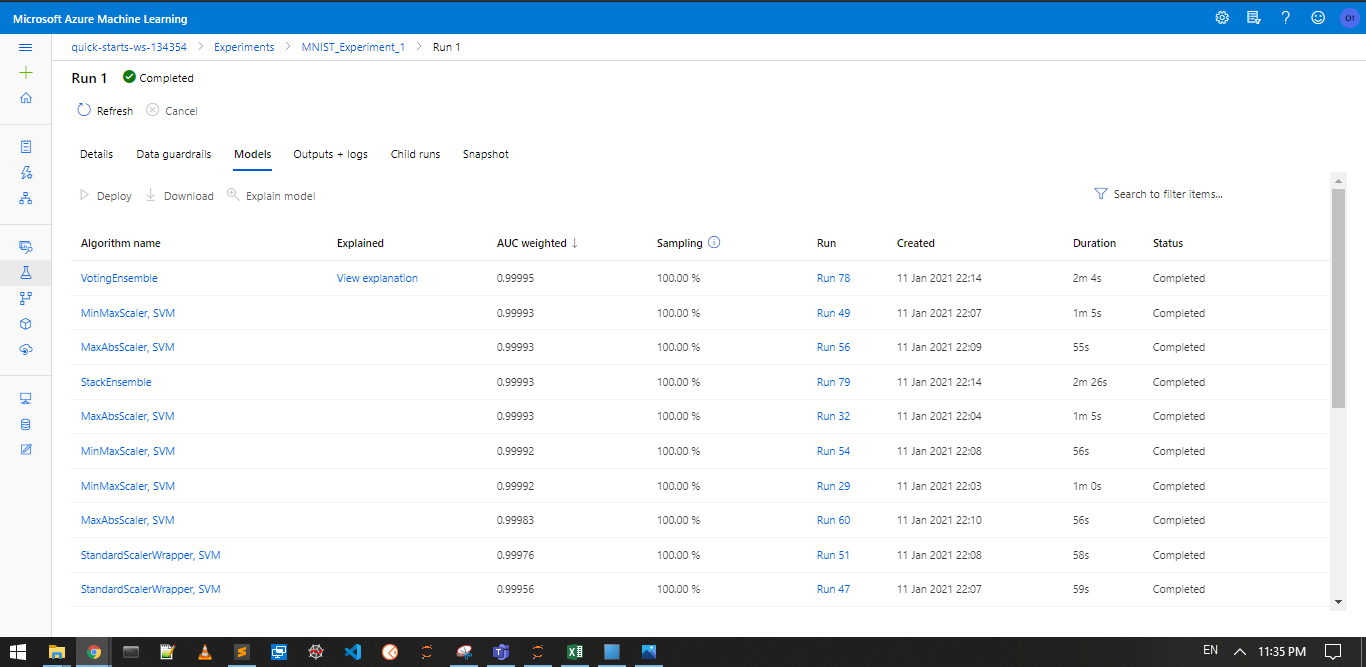 Microsoft Azure Machine Learning
O1
quick-starts-ws-134354 > Experiments > MNIST_Experiment_1 > Run 1
Run 1 Completed
Refresh Cancel
Details Data guardrails Models Outputs + logs Child runs Snapshot
Deploy Download Explain model Search to filter items...
Algorithm name Explained AUC weighted ↓ Sampling Run Created Duration Status
VotingEnsemble View explanation 0.99995 100.00 % Run 78 11 Jan 2021 22:14 2m 4s Completed
MinMaxScaler, SVM 0.99993 100.00 % Run 49 11 Jan 2021 22:07 1m 5s Completed
MaxAbsScaler, SVM 0.99993 100.00 % Run 56 11 Jan 2021 22:09 55s Completed
StackEnsemble 0.99993 100.00 % Run 79 11 Jan 2021 22:14 2m 26s Completed
MaxAbsScaler, SVM 0.99993 100.00 % Run 32 11 Jan 2021 22:04 1m 5s Completed
MinMaxScaler, SVM 0.99992 100.00 % Run 54 11 Jan 2021 22:08 56s Completed
MinMaxScaler, SVM 0.99992 100.00 % Run 29 11 Jan 2021 22:03 1m 0s Completed
MaxAbsScaler, SVM 0.99983 100.00 % Run 60 11 Jan 2021 22:10 56s Completed
StandardScalerWrapper, SVM 0.99976 100.00 % Run 51 11 Jan 2021 22:08 58s Completed
StandardScalerWrapper, SVM 0.99956 100.00 % Run 47 11 Jan 2021 22:07 59s Completed
EN 11:35 PM